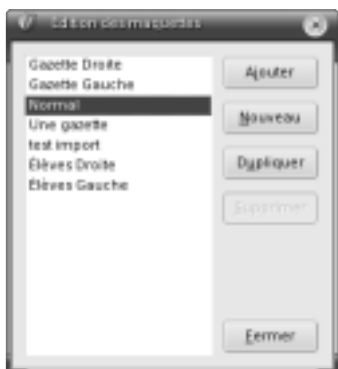 Édition des maquettes
Gazette Droite
Gazette Gauche
Normal
Une gazette
test import
Élèves Droite
Élèves Gauche
Ajouter
Nouveau
Dupliquer
Supprimer
Fermer